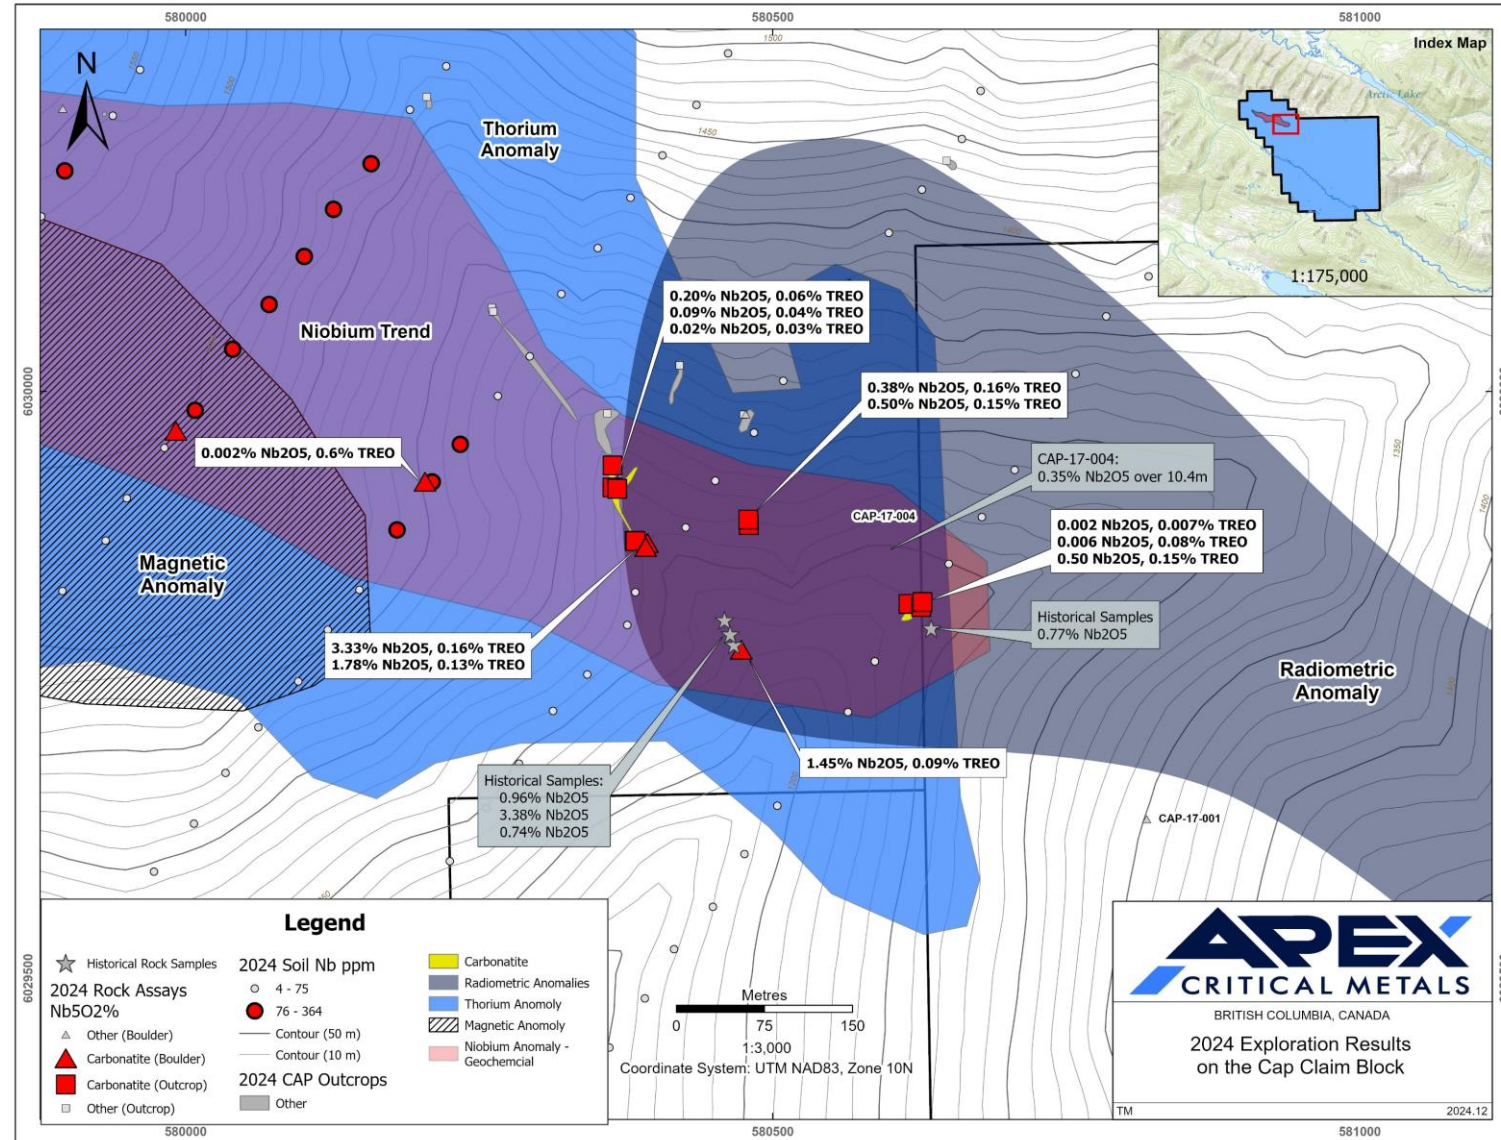 580000
580500
581000
N
Index Map
Arctic Lake
1:175,000
1550
1500
1500
1450
1400
Thorium
Anomaly
Niobium Trend
0.20% Nb2O5, 0.06% TREO
0.09% Nb2O5, 0.04% TREO
0.02% Nb2O5, 0.03% TREO
0.38% Nb2O5, 0.16% TREO
0.50% Nb2O5, 0.15% TREO
6030000
1350
0.002% Nb2O5, 0.6% TREO
CAP-17-004:
0.35% Nb2O5 over 10.4m
1400
CAP-17-004
0.002 Nb2O5, 0.007% TREO
0.006 Nb2O5, 0.08% TREO
0.50 Nb2O5, 0.15% TREO
Magnetic
Anomaly
Historical Samples
0.77% Nb2O5
3.33% Nb2O5, 0.16% TREO
1.78% Nb2O5, 0.13% TREO
Radiometric
Anomaly
1400
1.45% Nb2O5, 0.09% TREO
Historical Samples:
0.96% Nb2O5
3.38% Nb2O5
0.74% Nb2O5
CAP-17-001
6029500
Legend
Historical Rock Samples
2024 Rock Assays
Nb5O2%
Other (Boulder)
Carbonatite (Boulder)
Carbonatite (Outcrop)
Other (Outcrop)
2024 Soil Nb ppm
4 - 75
76 - 364
Contour (50 m)
Contour (10 m)
2024 CAP Outcrops
Other
Carbonatite
Radiometric Anomalies
Thorium Anomoly
Magnetic Anomoly
Niobium Anomaly -
Geochemcial
Metres
0 75 150
1:3,000
Coordinate System: UTM NAD83, Zone 10N
APEX
CRITICAL METALS
BRITISH COLUMBIA, CANADA
2024 Exploration Results
on the Cap Claim Block
TM
2024.12
580000
580500
581000